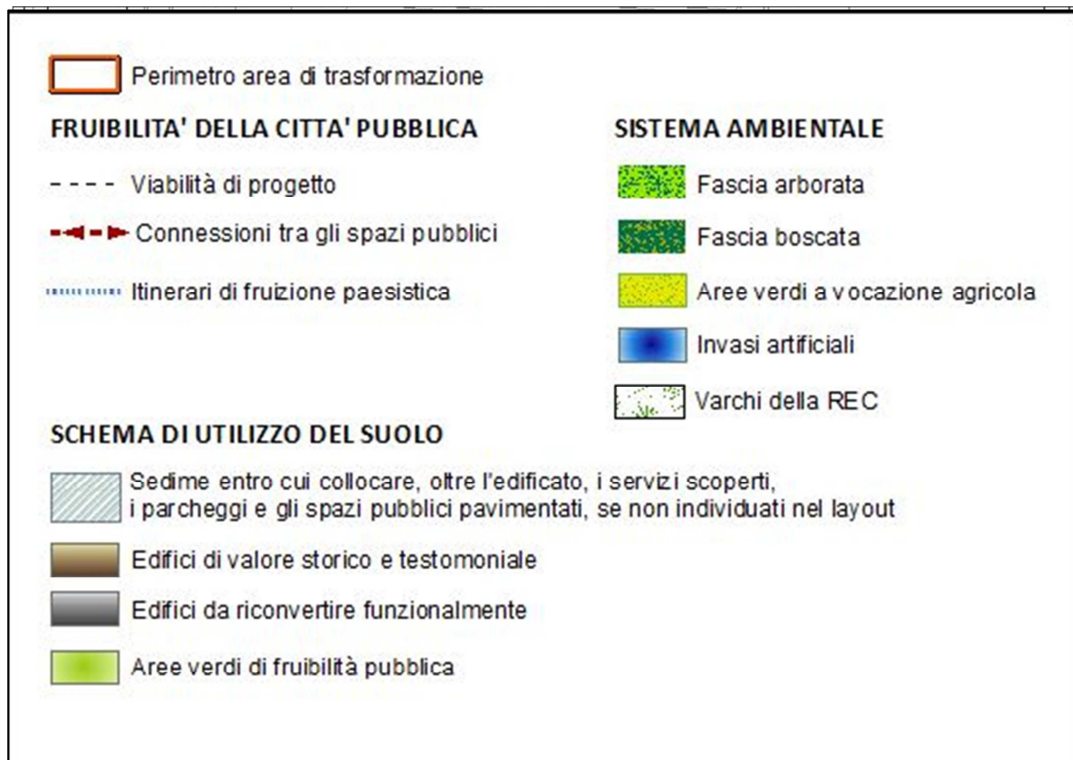 Perimetro area di trasformazione
FRUIBILITA' DELLA CITTA' PUBBLICA
Viabilità di progetto
Connessioni tra gli spazi pubblici
Itinerari di fruizione paesistica
SISTEMA AMBIENTALE
Fascia arborata
Fascia boscata
Aree verdi a vocazione agricola
Invasi artificiali
Varchi della REC
SCHEMA DI UTILIZZO DEL SUOLO
Sedime entro cui collocare, oltre l'edificato, i servizi scoperti,
i parcheggi e gli spazi pubblici pavimentati, se non individuati nel layout
Edifici di valore storico e testomoniale
Edifici da riconvertire funzionalmente
Aree verdi di fruibilità pubblica